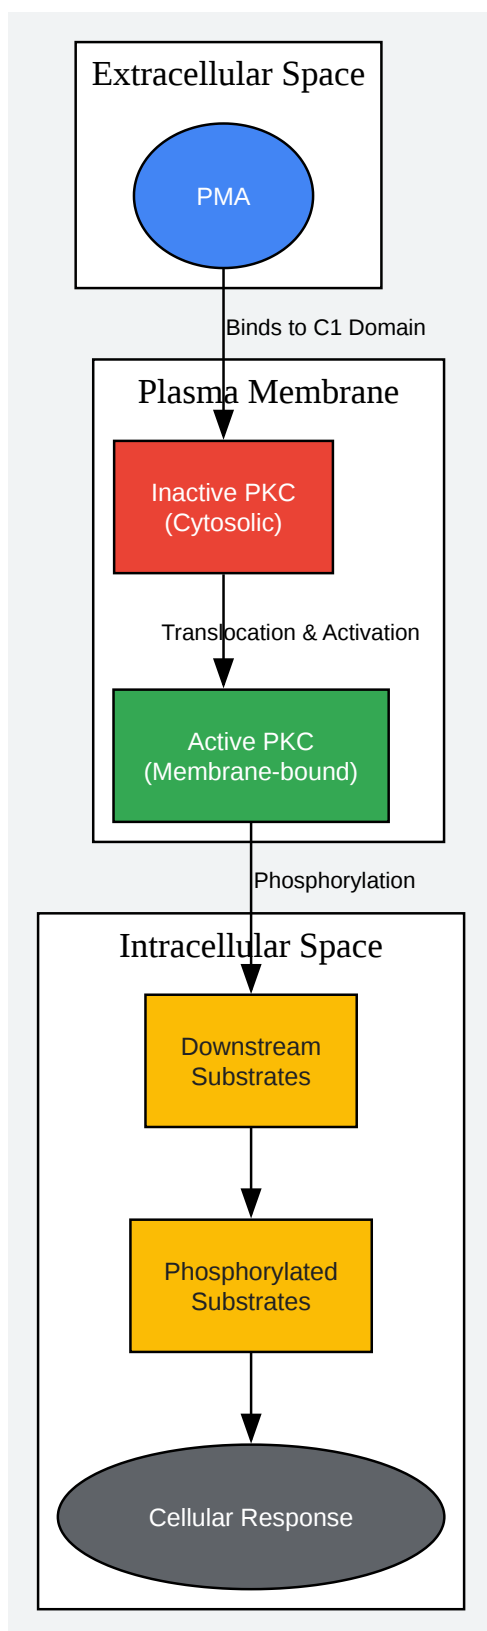 Extracellular Space
PMA
Binds to C1 Domain
Plasma Membrane
Inactive PKC
(Cytosolic)
Translocation & Activation
Active PKC
(Membrane-bound)
Phosphorylation
Intracellular Space
Downstream
Substrates
Phosphorylated
Substrates
Cellular Response